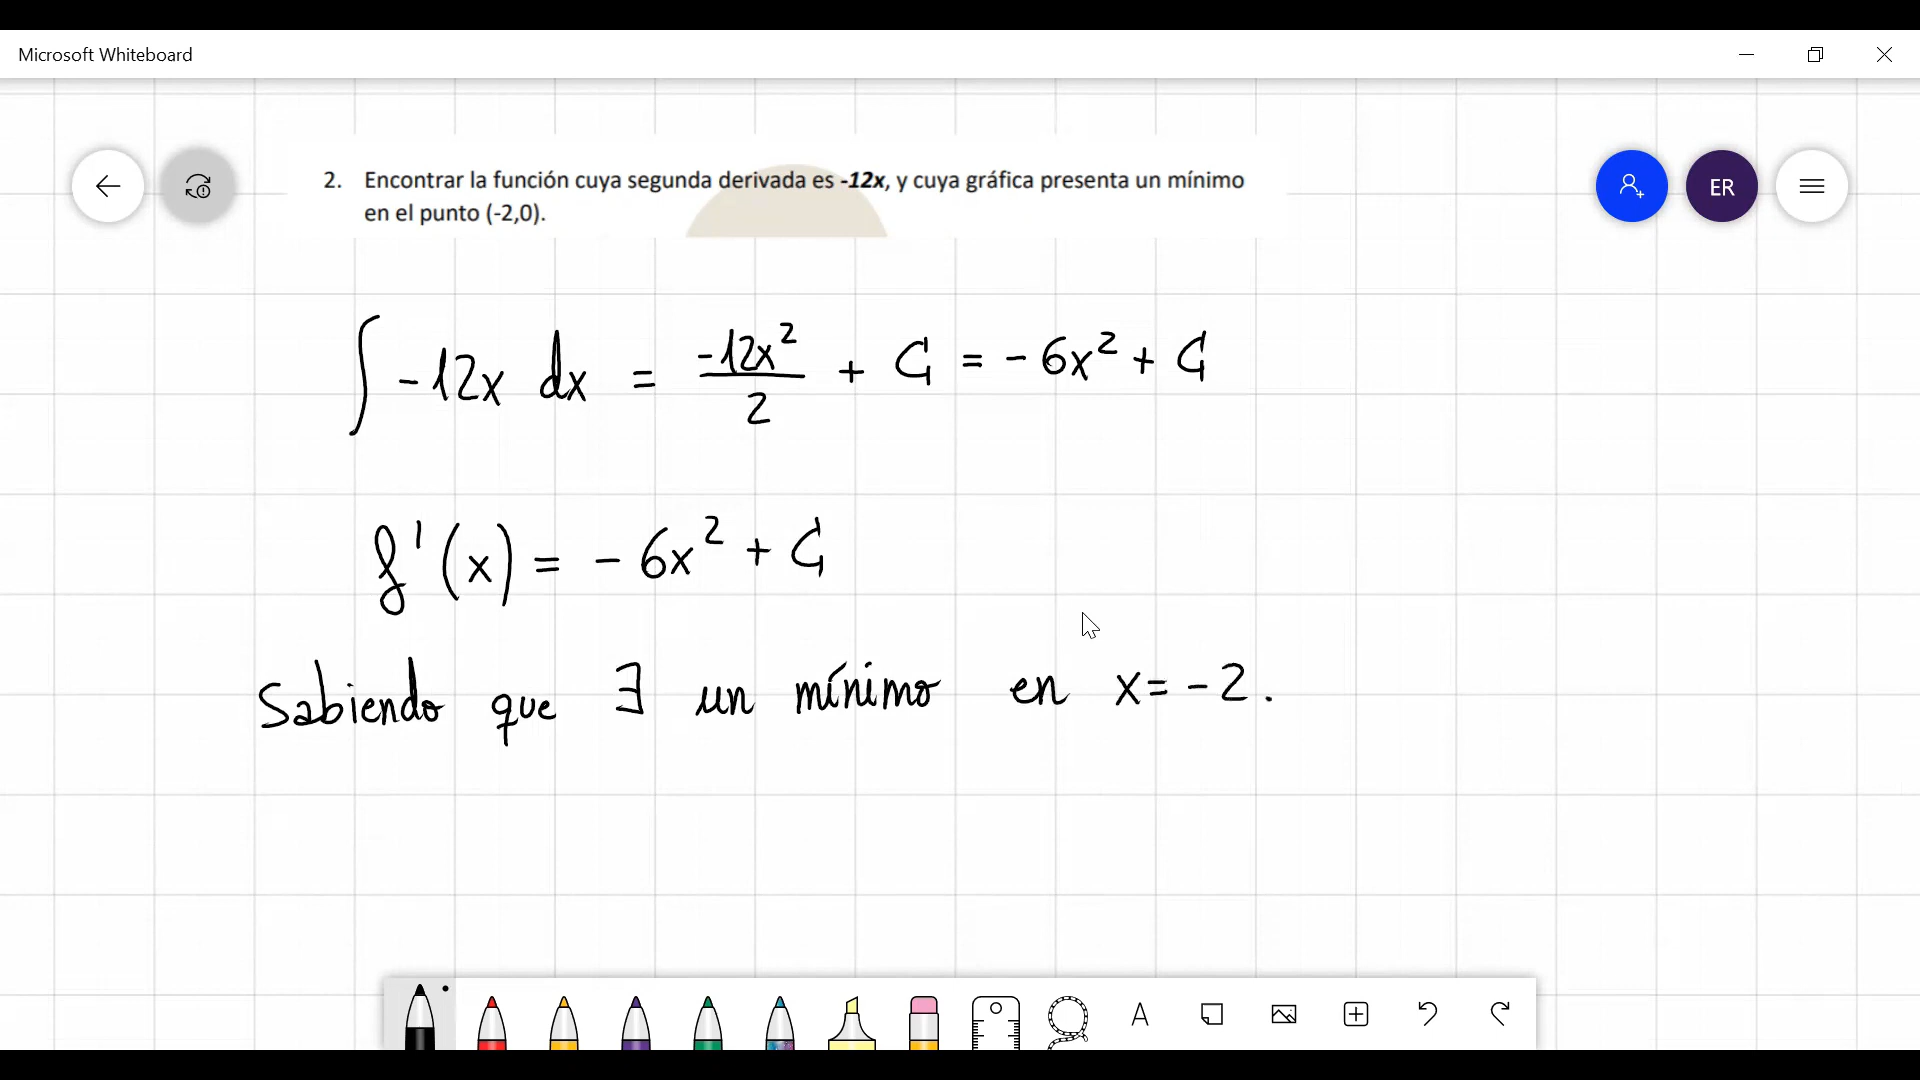 Microsoft Whiteboard
ER
2. Encontrar la función cuya segunda derivada es -12x, y cuya gráfica presenta un mínimo
en el punto (-2,0).
∫ -12x dx = -12x²/2 + C₁ = - 6x² + C₁
f'(x) = - 6x² + C₁
Sabiendo que ∃ un mínimo en x = -2.
A